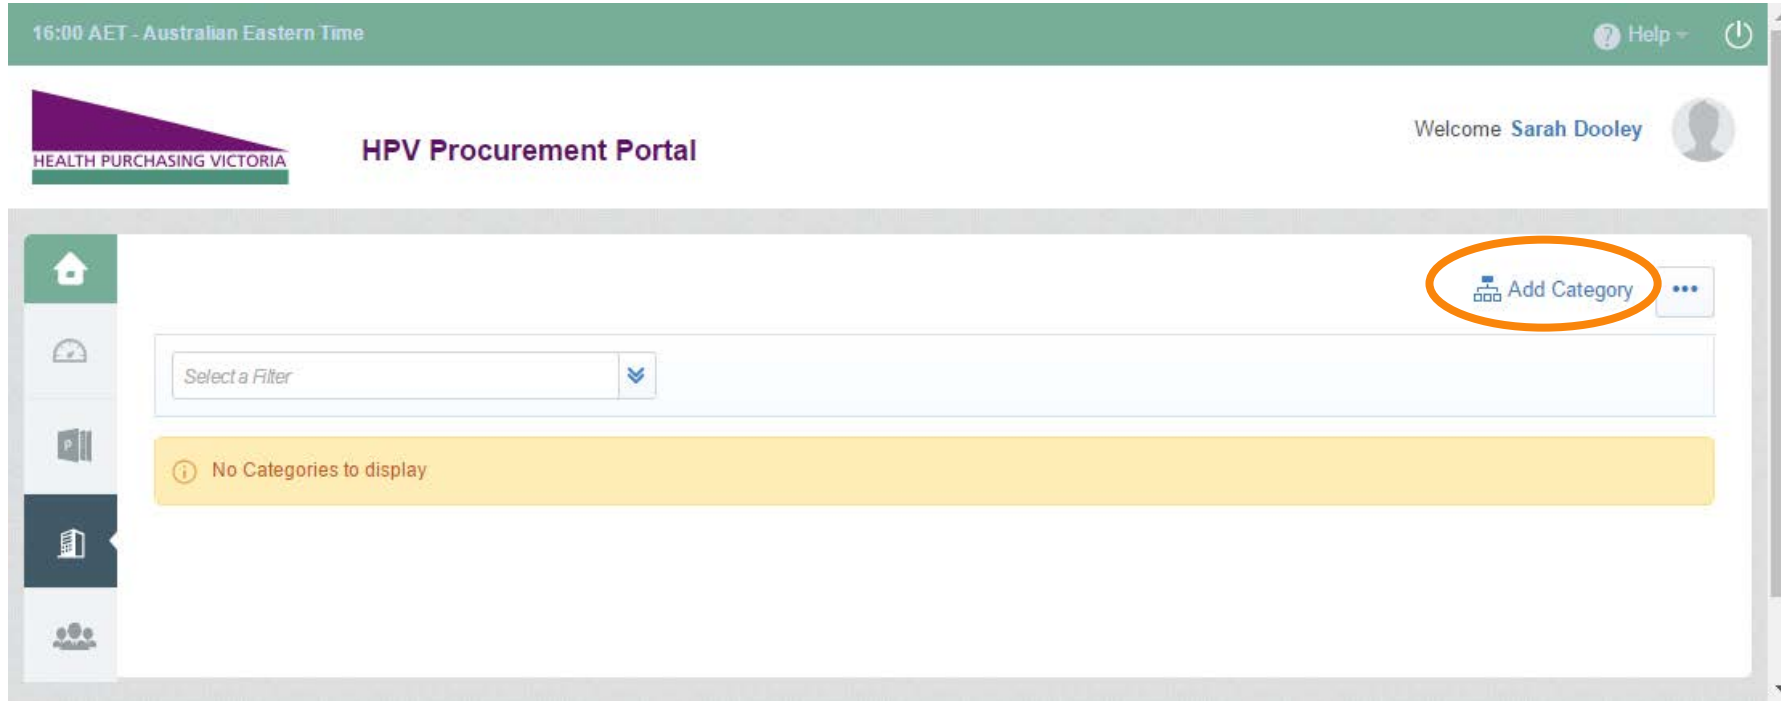 16:00 AET - Australian Eastern Time
Help
HEALTH PURCHASING VICTORIA
HPV Procurement Portal
Welcome Sarah Dooley
Add Category
Select a Filter
No Categories to display